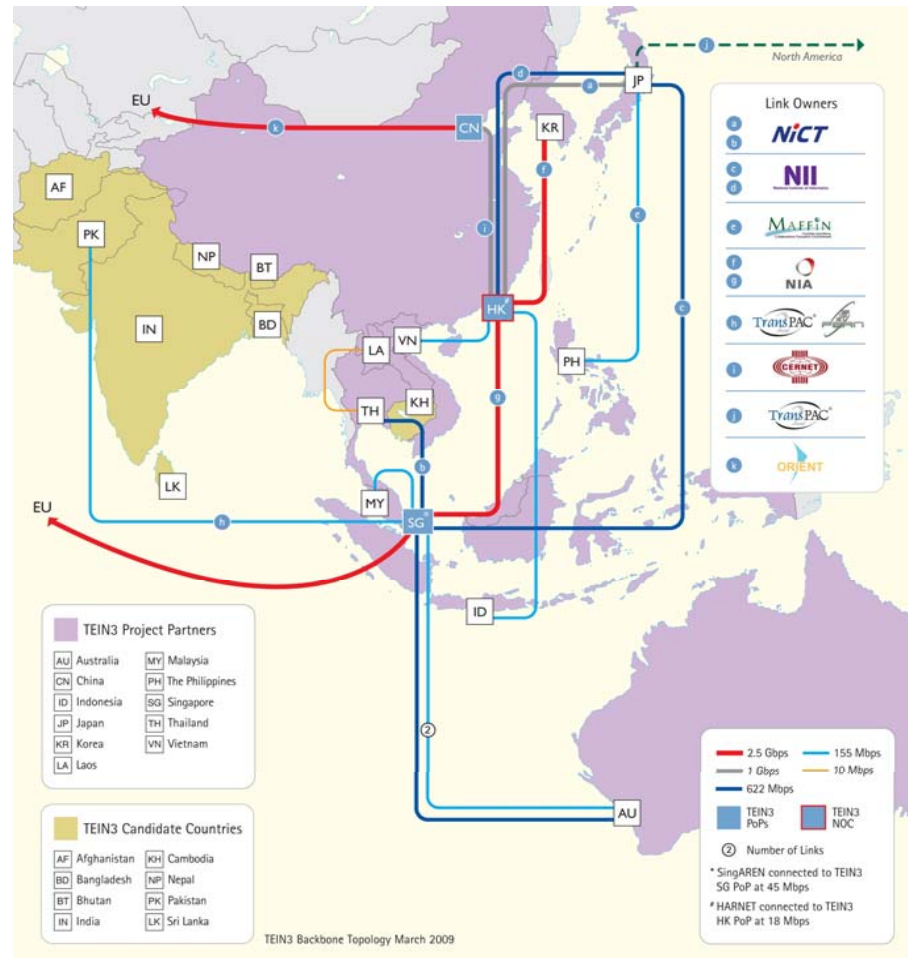 j
North America
d
a
JP
EU
k
CN
KR
Link Owners
a
b
NiCT
c
d
NII
e
MAFFIN
f
g
NIA
h
TransPAC
i
CERNET
j
TransPAC
k
ORIENT
AF
f
PK
e
i
NP
BT
HK#
c
IN
BD
LA
VN
PH
TH
KH
g
b
LK
MY
EU
h
SG*
ID
TEIN3 Project Partners
AU Australia
MY Malaysia
CN China
PH The Philippines
ID Indonesia
SG Singapore
JP Japan
TH Thailand
KR Korea
VN Vietnam
LA Laos
2
AU
2.5 Gbps
155 Mbps
1 Gbps
10 Mbps
622 Mbps
TEIN3
PoPs
TEIN3
NOC
2 Number of Links
* SingAREN connected to TEIN3
SG PoP at 45 Mbps
# HARNET connected to TEIN3
HK PoP at 18 Mbps
TEIN3 Candidate Countries
AF Afghanistan
KH Cambodia
BD Bangladesh
NP Nepal
BT Bhutan
PK Pakistan
IN India
LK Sri Lanka
TEIN3 Backbone Topology March 2009